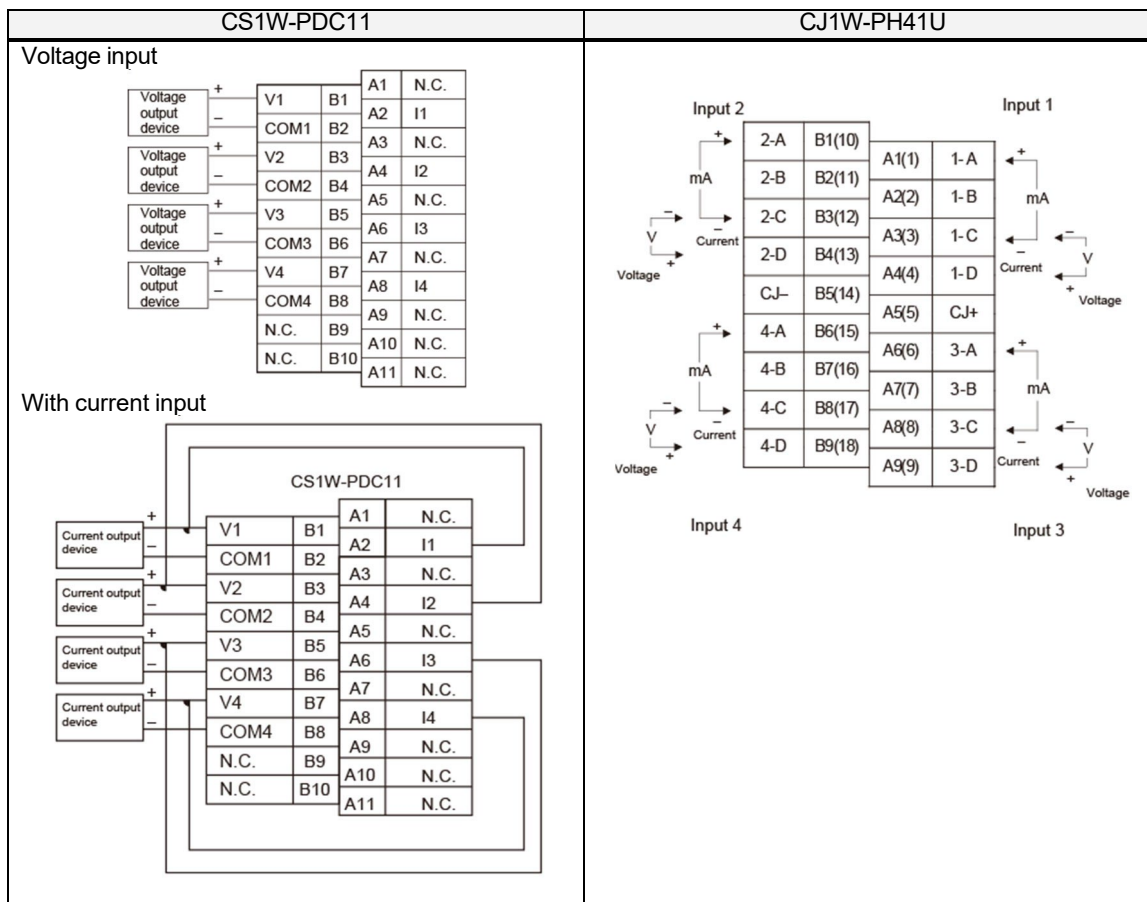 CS1W-PDC11
CJ1W-PH41U
Voltage input
Voltage
output
device
+
–
Voltage
output
device
+
–
Voltage
output
device
+
–
Voltage
output
device
+
–
V1 B1
COM1 B2
V2 B3
COM2 B4
V3 B5
COM3 B6
V4 B7
COM4 B8
N.C. B9
N.C. B10
A1 N.C.
A2 I1
A3 N.C.
A4 I2
A5 N.C.
A6 I3
A7 N.C.
A8 I4
A9 N.C.
A10 N.C.
A11 N.C.
With current input
CS1W-PDC11
Current output
device
+
–
Current output
device
+
–
Current output
device
+
–
Current output
device
+
–
V1 B1
COM1 B2
V2 B3
COM2 B4
V3 B5
COM3 B6
V4 B7
COM4 B8
N.C. B9
N.C. B10
A1 N.C.
A2 I1
A3 N.C.
A4 I2
A5 N.C.
A6 I3
A7 N.C.
A8 I4
A9 N.C.
A10 N.C.
A11 N.C.
Input 2
+
mA
–
Current
–
V
+
Voltage
+
mA
–
Current
–
V
+
Voltage
Input 4
2-A B1(10)
2-B B2(11)
2-C B3(12)
2-D B4(13)
CJ– B5(14)
4-A B6(15)
4-B B7(16)
4-C B8(17)
4-D B9(18)
A1(1) 1-A
A2(2) 1-B
A3(3) 1-C
A4(4) 1-D
A5(5) CJ+
A6(6) 3-A
A7(7) 3-B
A8(8) 3-C
A9(9) 3-D
Input 1
+
mA
–
Current
–
V
+
Voltage
+
mA
–
Current
–
V
+
Voltage
Input 3